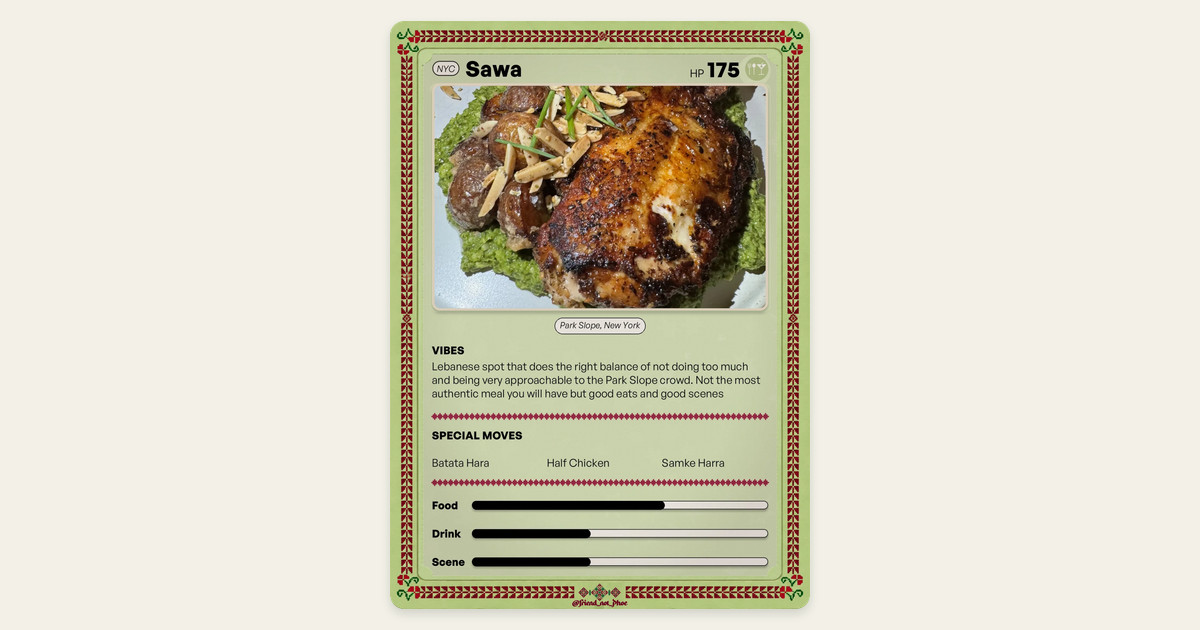 NYC Sawa HP 175
Park Slope, New York
VIBES
Lebanese spot that does the right balance of not doing too much
and being very approachable to the Park Slope crowd. Not the most
authentic meal you will have but good eats and good scenes
SPECIAL MOVES
Batata Hara Half Chicken Samke Harra
Food
Drink
Scene
@friend_not_phoe